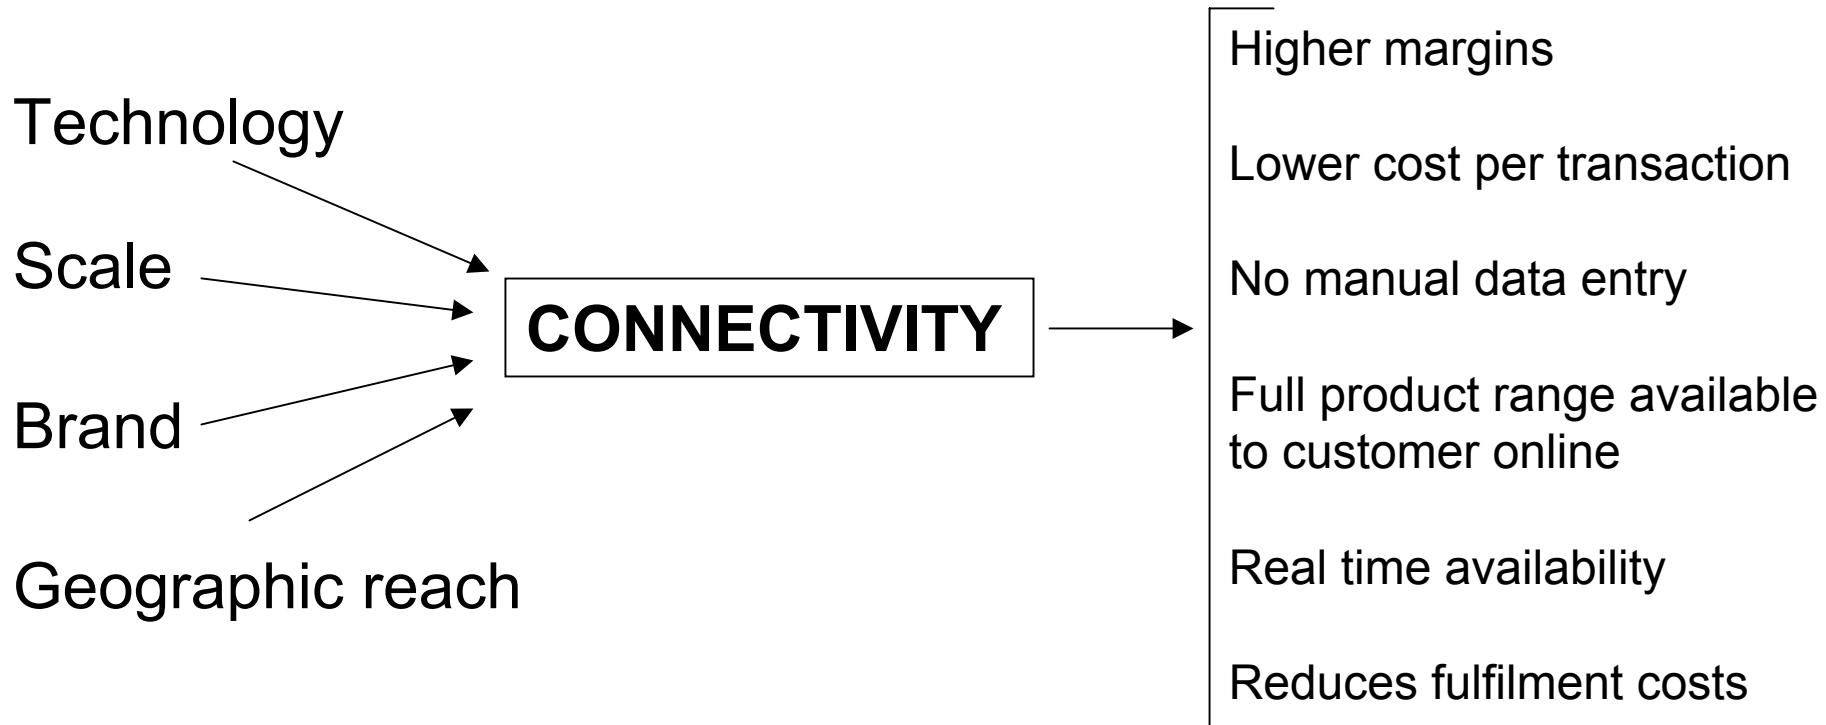 Technology
Scale
Brand
Geographic reach
CONNECTIVITY
Higher margins
Lower cost per transaction
No manual data entry
Full product range available
to customer online
Real time availability
Reduces fulfilment costs